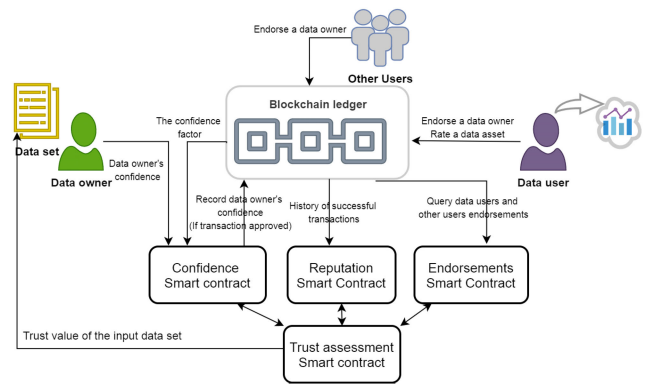 Endorse a data owner
Other Users
Blockchain ledger
The confidence
factor
Endorse a data owner
Rate a data asset
Data set
Data owner
Data owner's
confidence
Data user
Record data owner's
confidence
(If transaction approved)
History of successful
transactions
Query data users and
other users endorsements
Confidence
Smart contract
Reputation
Smart Contract
Endorsements
Smart Contract
Trust value of the input data set
Trust assessment
Smart contract